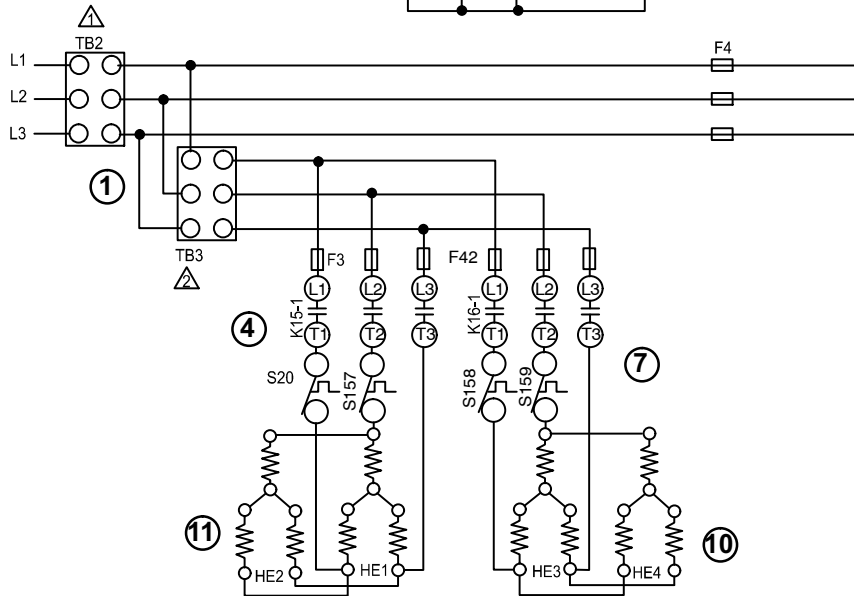 1
TB2
L1
F4
L2
L3
1
TB3
2
F3
F42
L1 L2 L3 L1 L2 L3
K15-1
K16-1
4
T1 T2 T3 T1 T2 T3
7
S20
S157
S158
S159
11
10
HE2
HE1
HE3
HE4